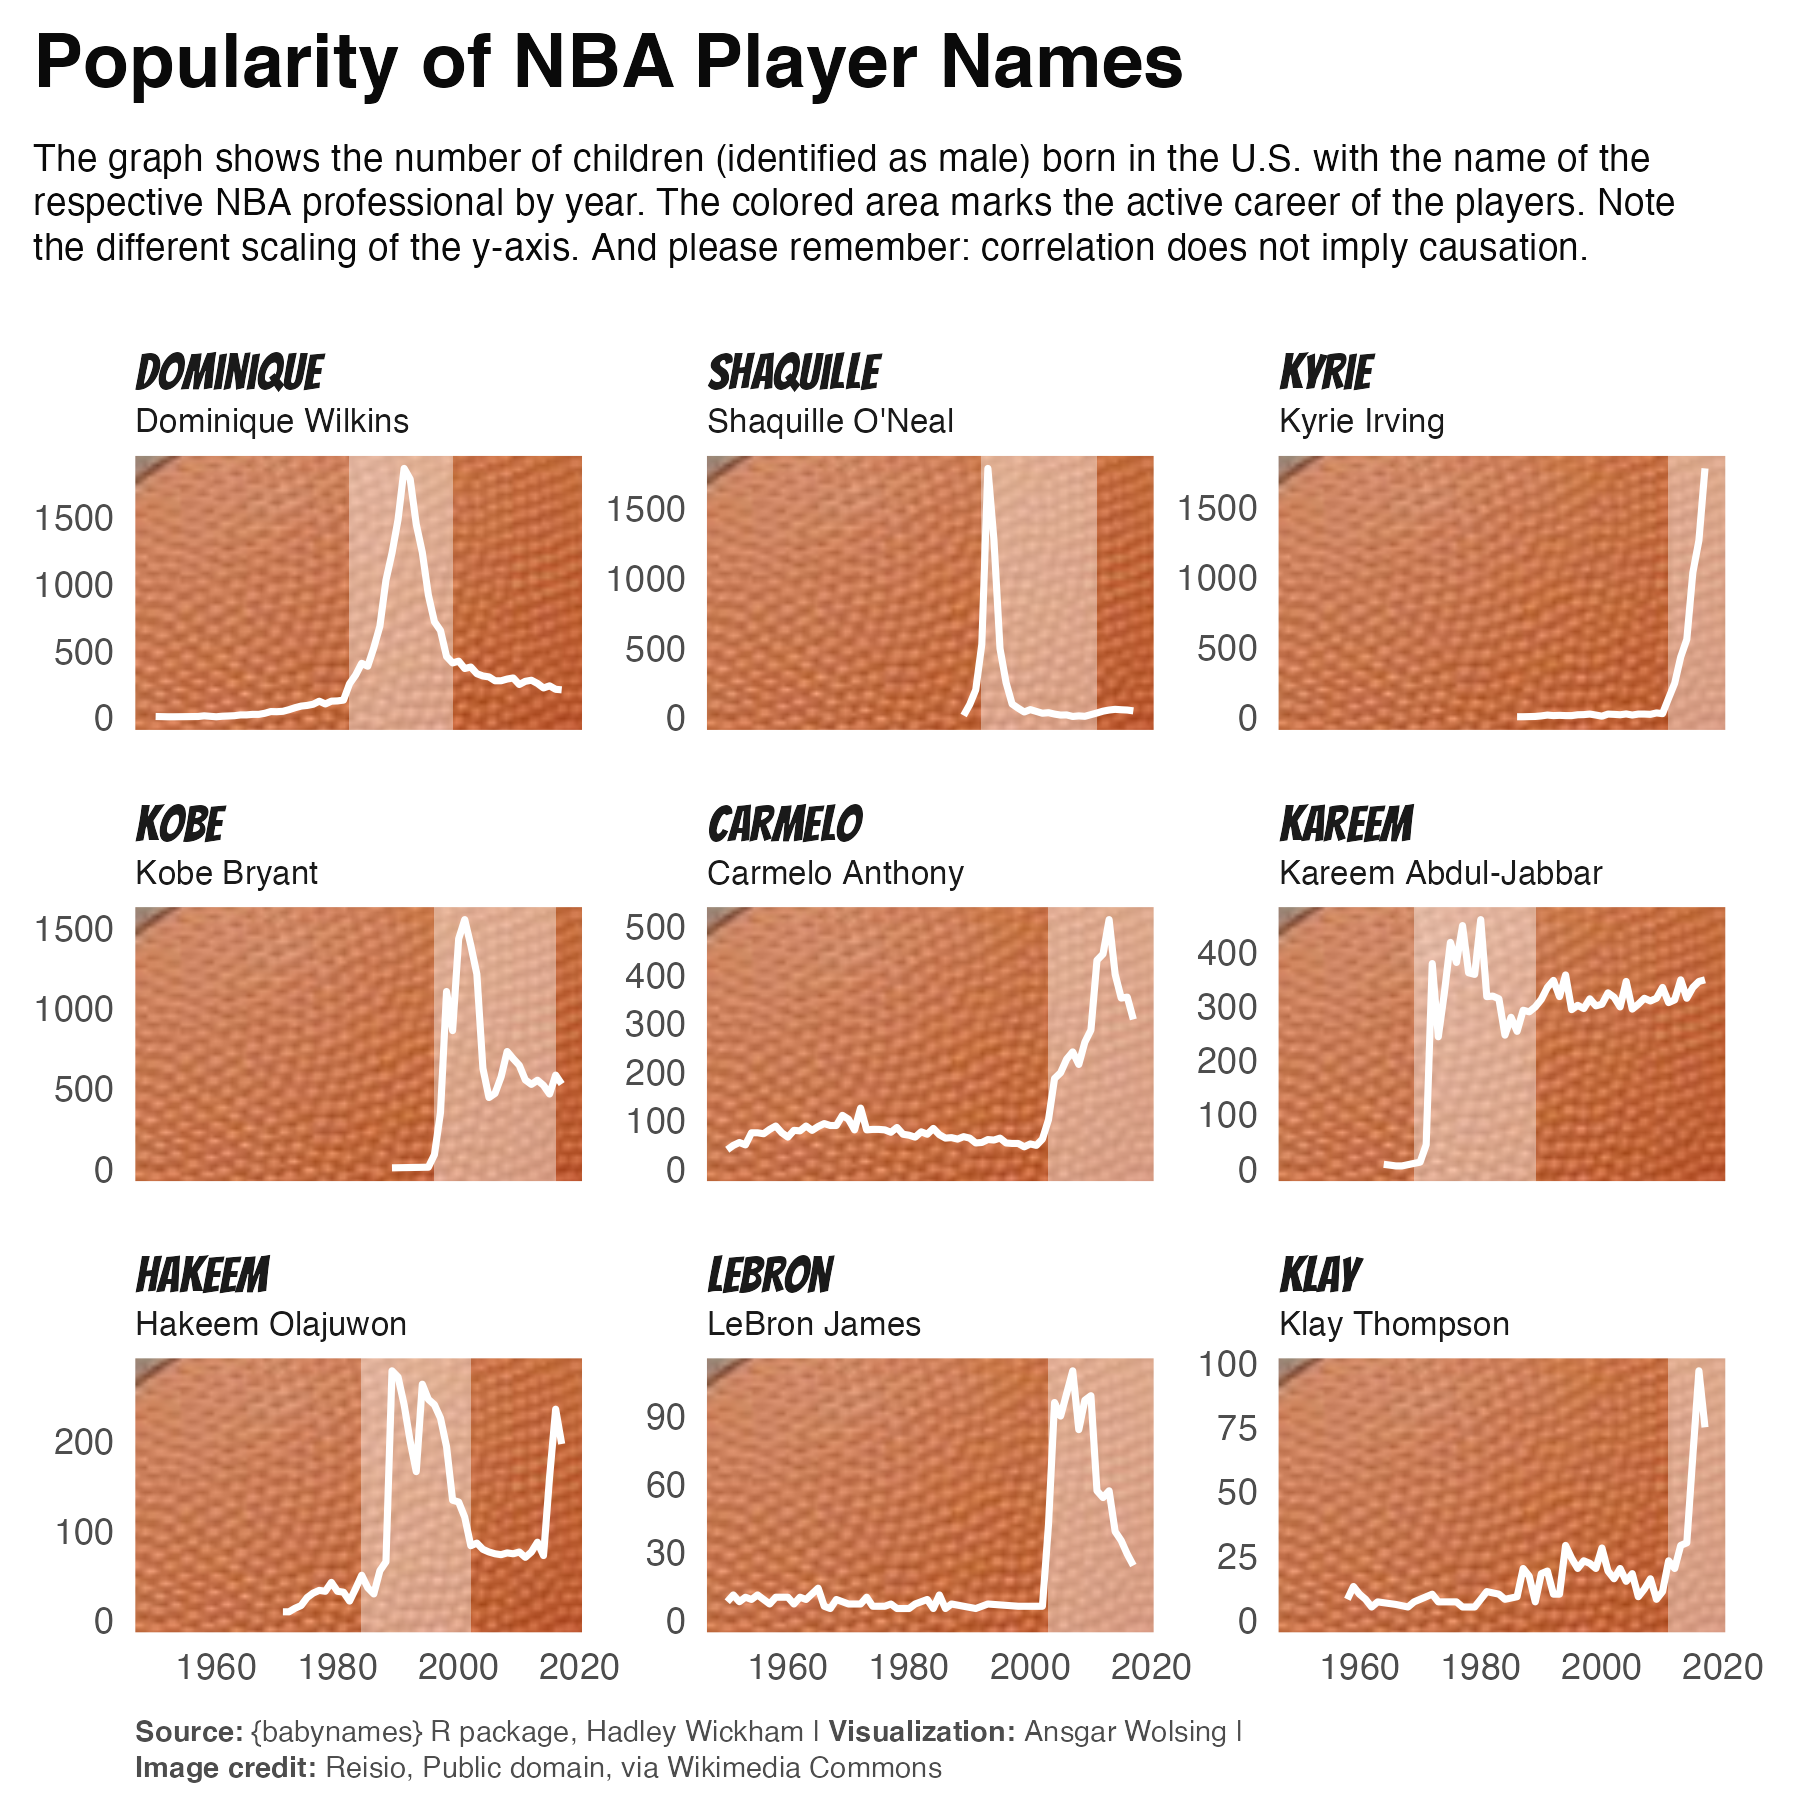 Popularity of NBA Player Names
The graph shows the number of children (identified as male) born in the U.S. with the name of the
respective NBA professional by year. The colored area marks the active career of the players. Note
the different scaling of the y-axis. And please remember: correlation does not imply causation.
DOMINIQUE
Dominique Wilkins
1500
1000
500
0
SHAQUILLE
Shaquille O'Neal
1500
1000
500
0
KYRIE
Kyrie Irving
1500
1000
500
0
KOBE
Kobe Bryant
1500
1000
500
0
CARMELO
Carmelo Anthony
500
400
300
200
100
0
KAREEM
Kareem Abdul-Jabbar
400
300
200
100
0
HAKEEM
Hakeem Olajuwon
200
100
0
1960 1980 2000 2020
LEBRON
LeBron James
90
60
30
0
1960 1980 2000 2020
KLAY
Klay Thompson
100
75
50
25
0
1960 1980 2000 2020
Source: {babynames} R package, Hadley Wickham | Visualization: Ansgar Wolsing |
Image credit: Reisio, Public domain, via Wikimedia Commons